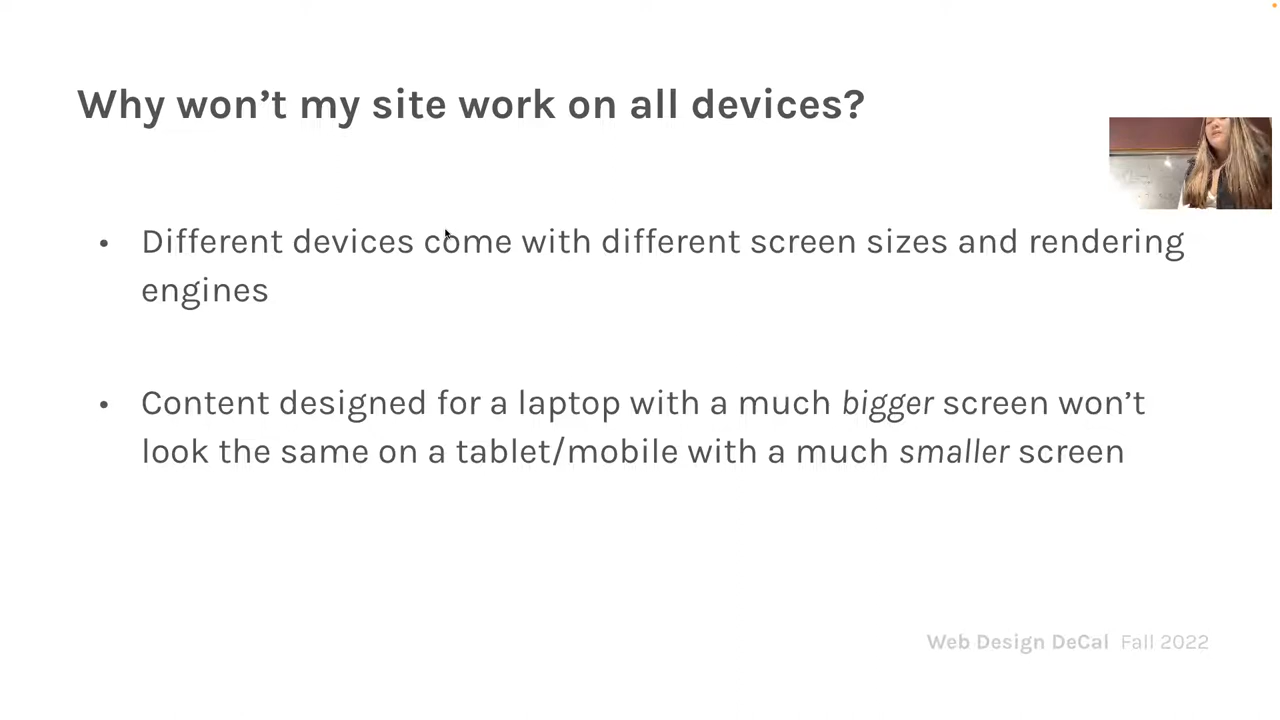 Why won’t my site work on all devices?
• Different devices come with different screen sizes and rendering
engines
• Content designed for a laptop with a much bigger screen won’t
look the same on a tablet/mobile with a much smaller screen
Web Design DeCal Fall 2022